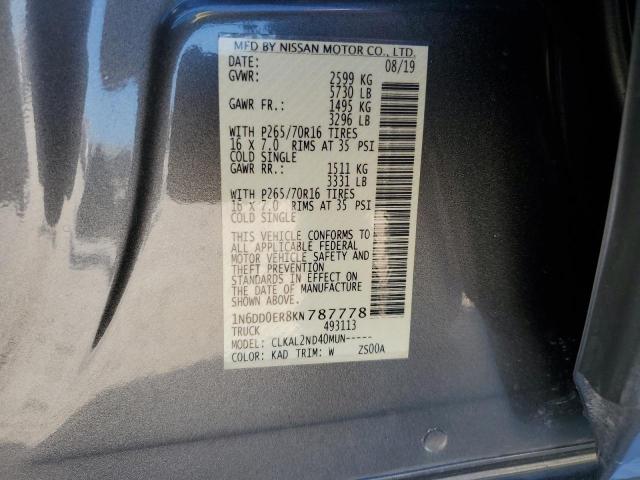 MFD BY NISSAN MOTOR CO., LTD.
DATE: 08/19
GVWR: 2599 KG
5730 LB
GAWR FR.: 1495 KG
3296 LB
WITH P265/70R16 TIRES
16 X 7.0 RIMS AT 35 PSI
COLD SINGLE
GAWR RR.: 1511 KG
3331 LB
WITH P265/70R16 TIRES
16 X 7.0 RIMS AT 35 PSI
COLD SINGLE
THIS VEHICLE CONFORMS TO
ALL APPLICABLE FEDERAL
MOTOR VEHICLE SAFETY AND
THEFT PREVENTION
STANDARDS IN EFFECT ON
THE DATE OF MANUFACTURE
SHOWN ABOVE.
1N6DD0ER8KN787778
TRUCK 493113
MODEL: CLKAL2ND40MUN-----
COLOR: KAD TRIM: W ZS00A